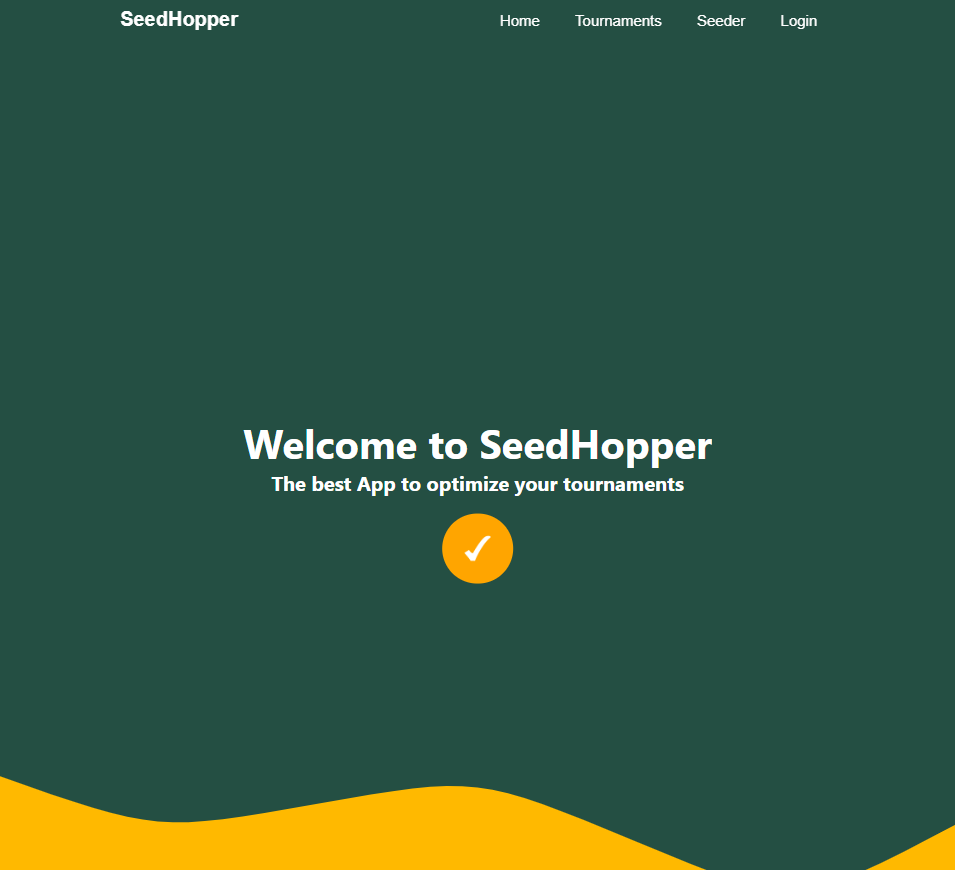 SeedHopper
Home Tournaments Seeder Login
Welcome to SeedHopper
The best App to optimize your tournaments
✓